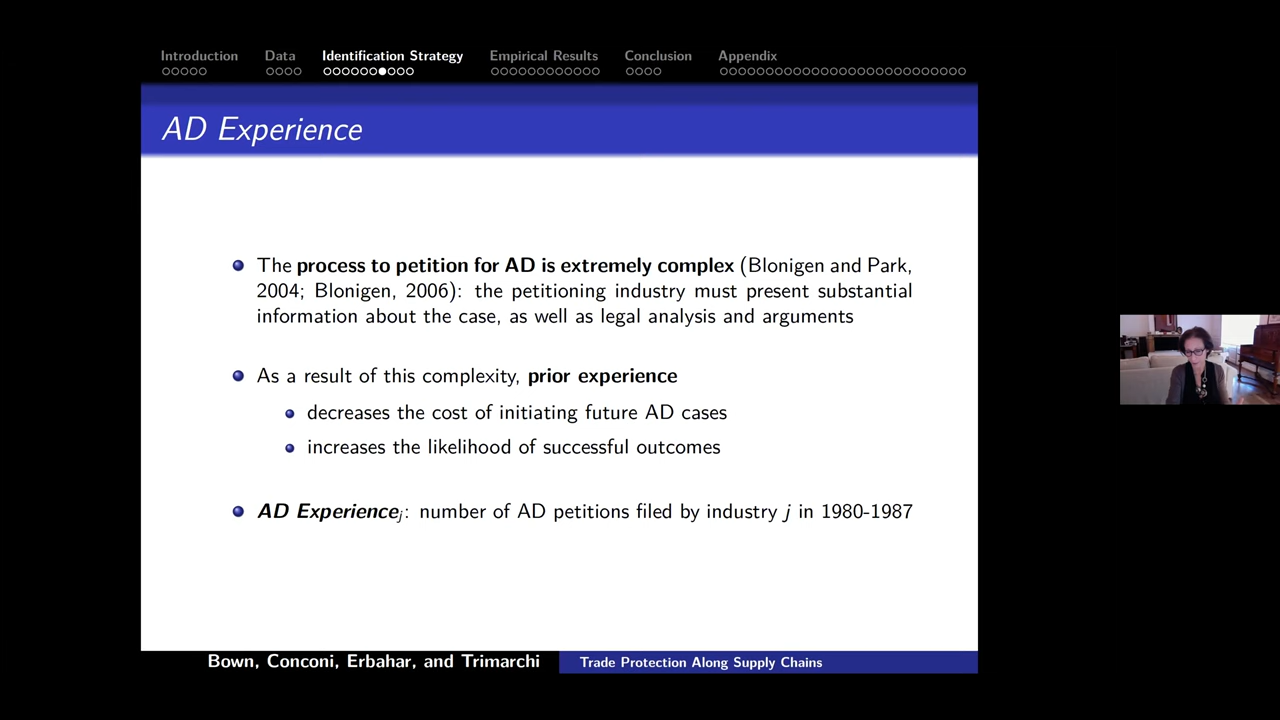 Introduction Data Identification Strategy Empirical Results Conclusion Appendix
AD Experience
The process to petition for AD is extremely complex (Blonigen and Park,
2004; Blonigen, 2006): the petitioning industry must present substantial
information about the case, as well as legal analysis and arguments
As a result of this complexity, prior experience
decreases the cost of initiating future AD cases
increases the likelihood of successful outcomes
AD Experience_j: number of AD petitions filed by industry j in 1980-1987
Bown, Conconi, Erbahar, and Trimarchi Trade Protection Along Supply Chains